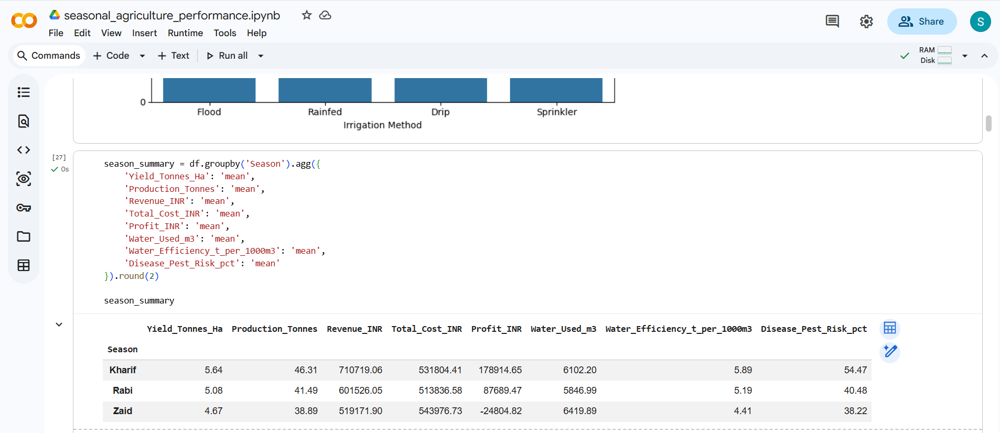 seasonal_agriculture_performance.ipynb
File Edit View Insert Runtime Tools Help
Share
S
Commands + Code + Text Run all
RAM
Disk
0
Flood Rainfed Drip Sprinkler
Irrigation Method
[27]
0s
season_summary = df.groupby('Season').agg({
    'Yield_Tonnes_Ha': 'mean',
    'Production_Tonnes': 'mean',
    'Revenue_INR': 'mean',
    'Total_Cost_INR': 'mean',
    'Profit_INR': 'mean',
    'Water_Used_m3': 'mean',
    'Water_Efficiency_t_per_1000m3': 'mean',
    'Disease_Pest_Risk_pct': 'mean'
}).round(2)
season_summary
Yield_Tonnes_Ha Production_Tonnes Revenue_INR Total_Cost_INR Profit_INR Water_Used_m3 Water_Efficiency_t_per_1000m3 Disease_Pest_Risk_pct
Season
Kharif 5.64 46.31 710719.06 531804.41 178914.65 6102.20 5.89 54.47
Rabi 5.08 41.49 601526.05 513836.58 87689.47 5846.99 5.19 40.48
Zaid 4.67 38.89 519171.90 543976.73 -24804.82 6419.89 4.41 38.22